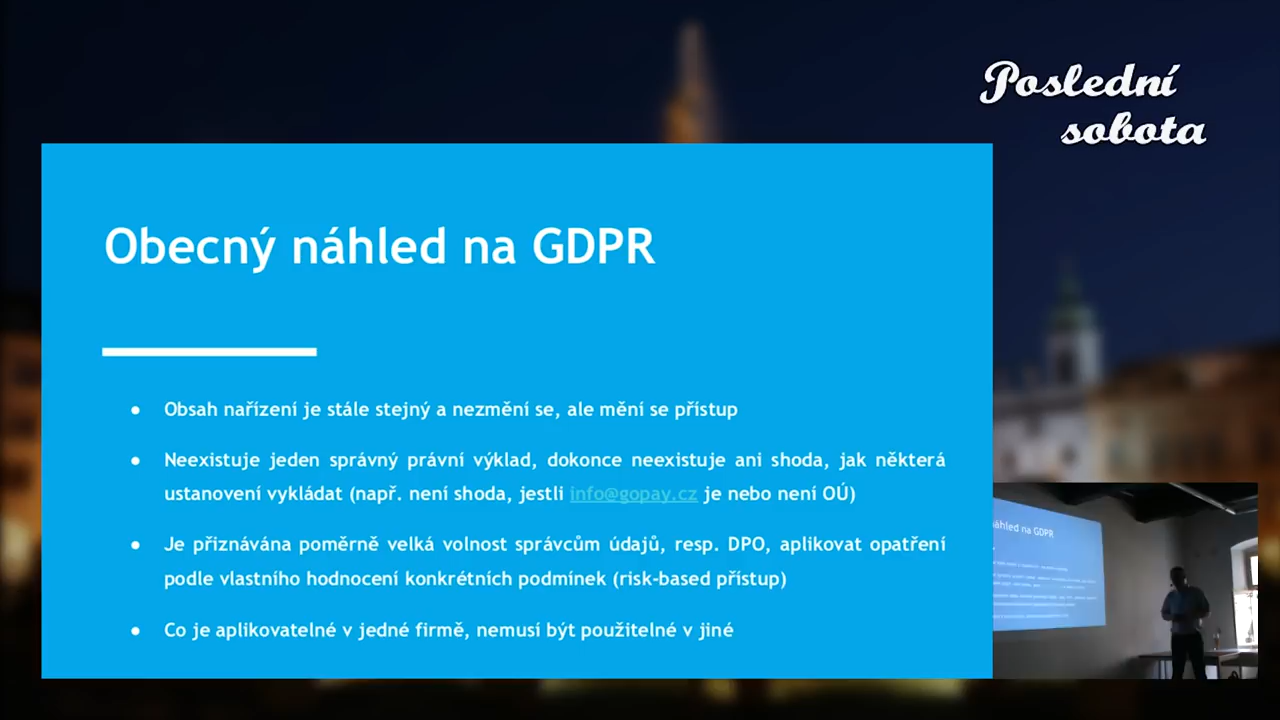 Poslední
sobota
Obecný náhled na GDPR
● Obsah nařízení je stále stejný a nezmění se, ale mění se přístup
● Neexistuje jeden správný právní výklad, dokonce neexistuje ani shoda, jak některá
ustanovení vykládat (např. není shoda, jestli info@gopay.cz je nebo není OÚ)
● Je přiznávána poměrně velká volnost správcům údajů, resp. DPO, aplikovat opatření
podle vlastního hodnocení konkrétních podmínek (risk-based přístup)
● Co je aplikovatelné v jedné firmě, nemusí být použitelné v jiné
náhled na GDPR